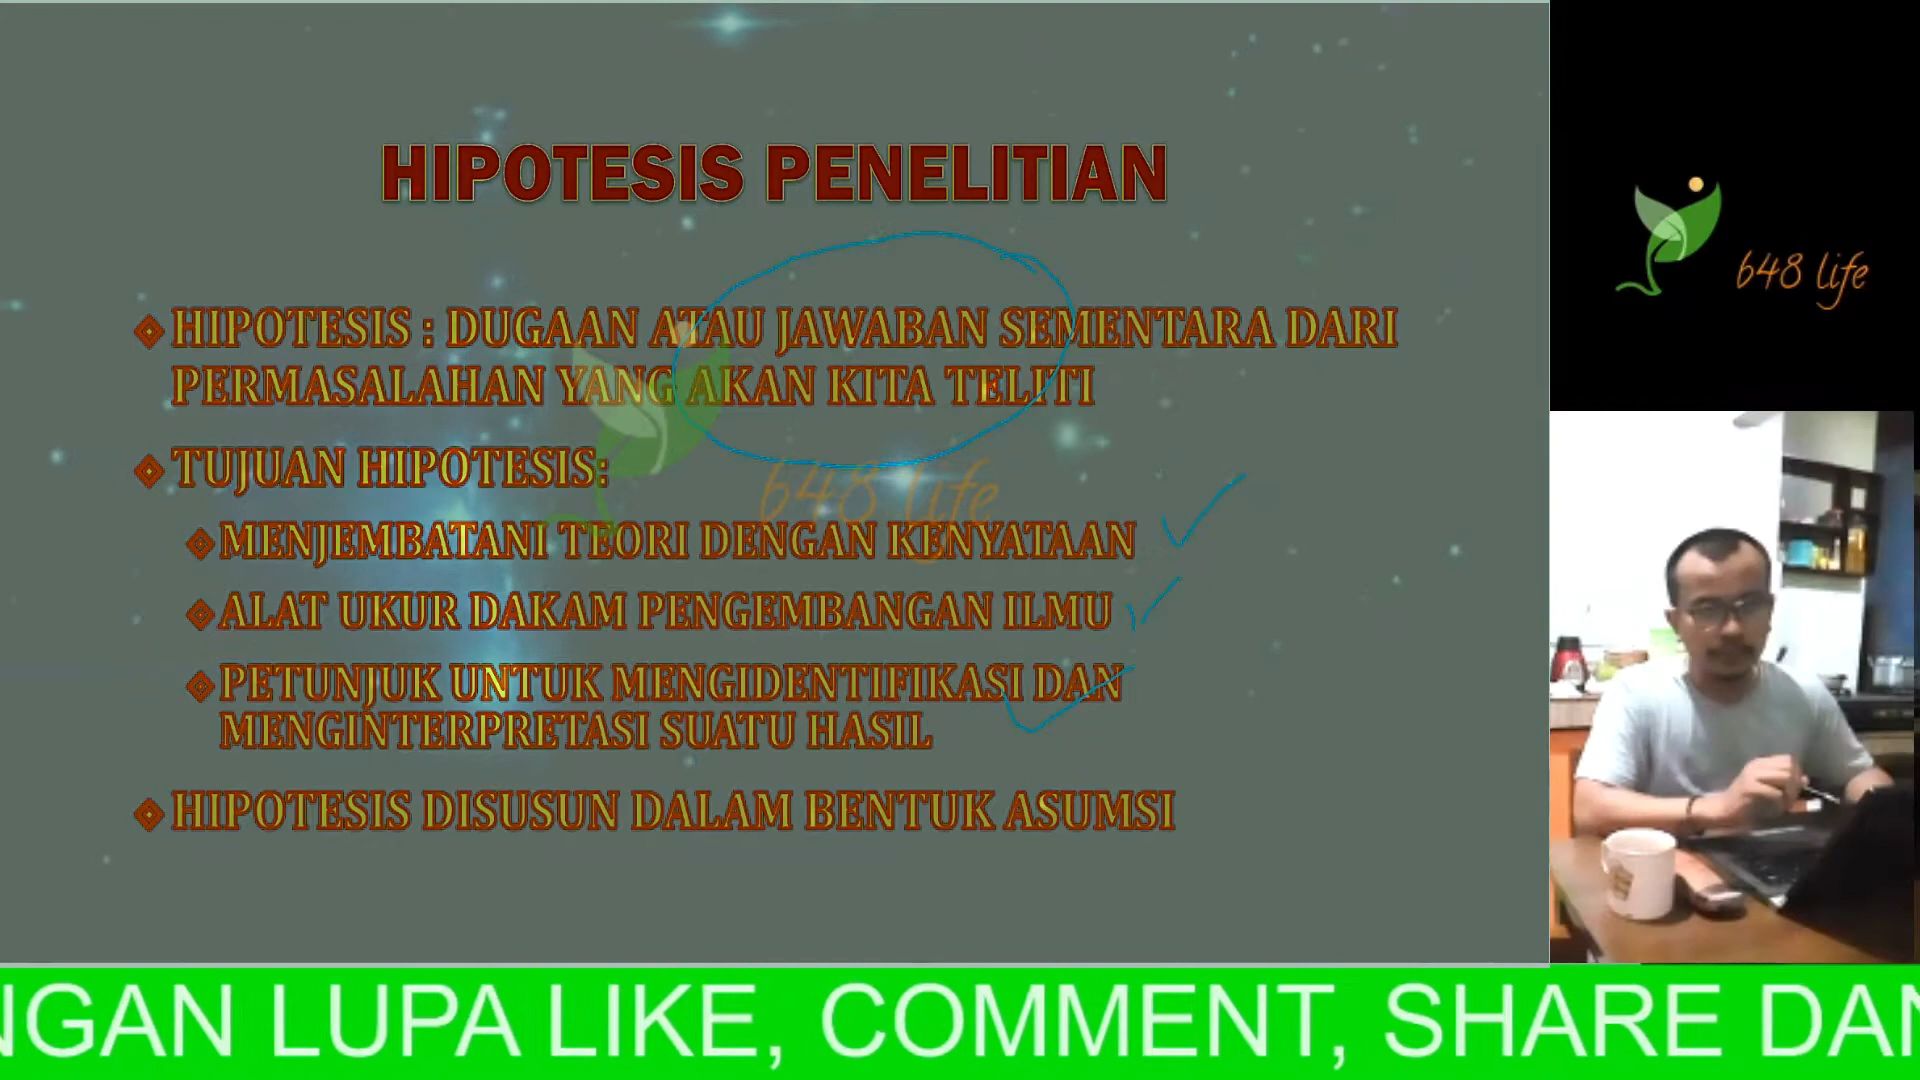 HIPOTESIS PENELITIAN
HIPOTESIS : DUGAAN ATAU JAWABAN SEMENTARA DARI
PERMASALAHAN YANG AKAN KITA TELITI
TUJUAN HIPOTESIS:
MENJEMBATANI TEORI DENGAN KENYATAAN
ALAT UKUR DAKAM PENGEMBANGAN ILMU
PETUNJUK UNTUK MENGIDENTIFIKASI DAN
MENGINTERPRETASI SUATU HASIL
HIPOTESIS DISUSUN DALAM BENTUK ASUMSI
648 life
648 life
NGAN LUPA LIKE, COMMENT, SHARE DAN